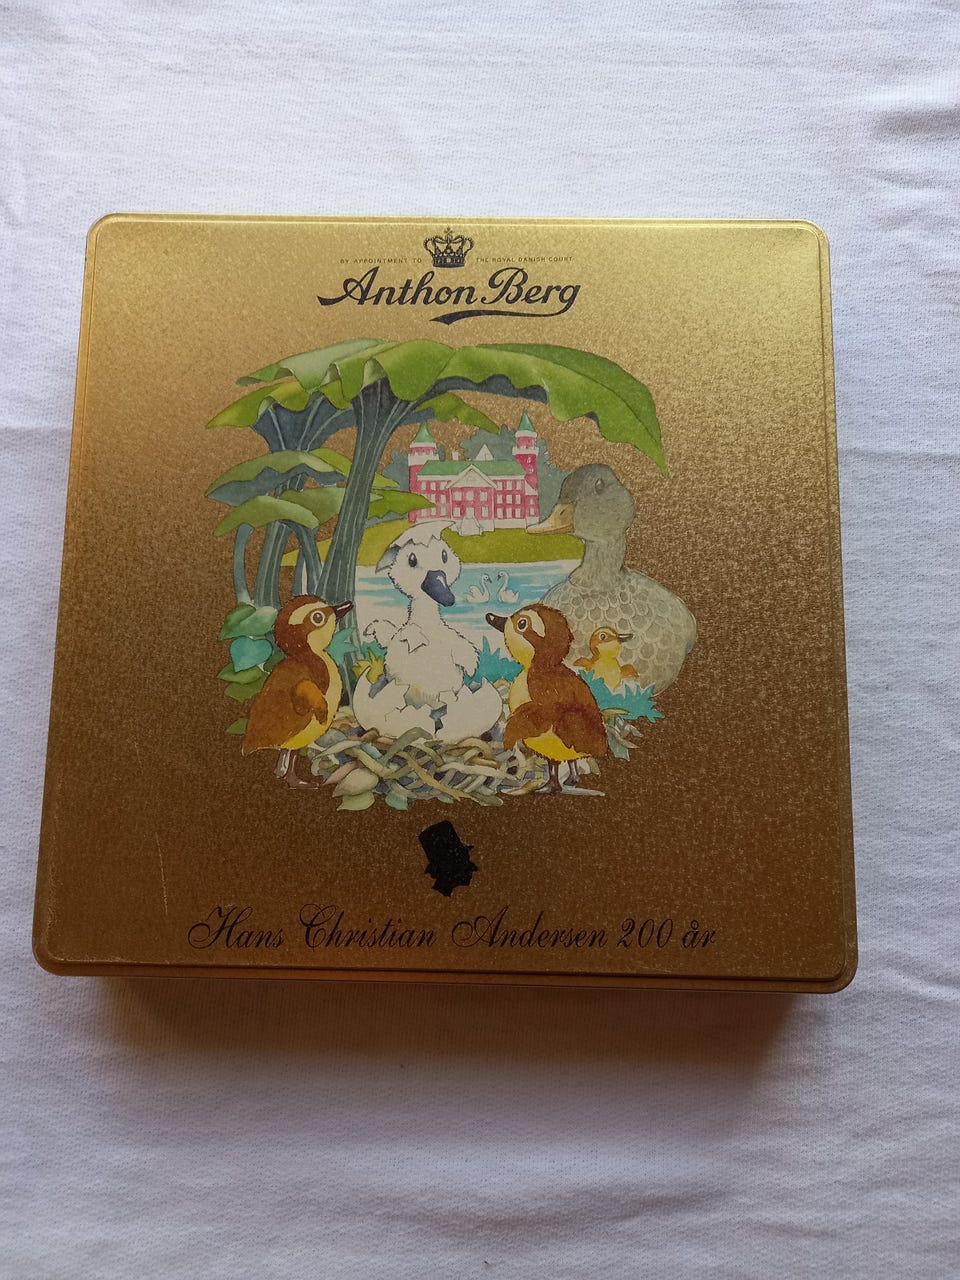 BY APPOINTMENT TO THE ROYAL DANISH COURT
Anthon Berg
Hans Christian Andersen 200 år